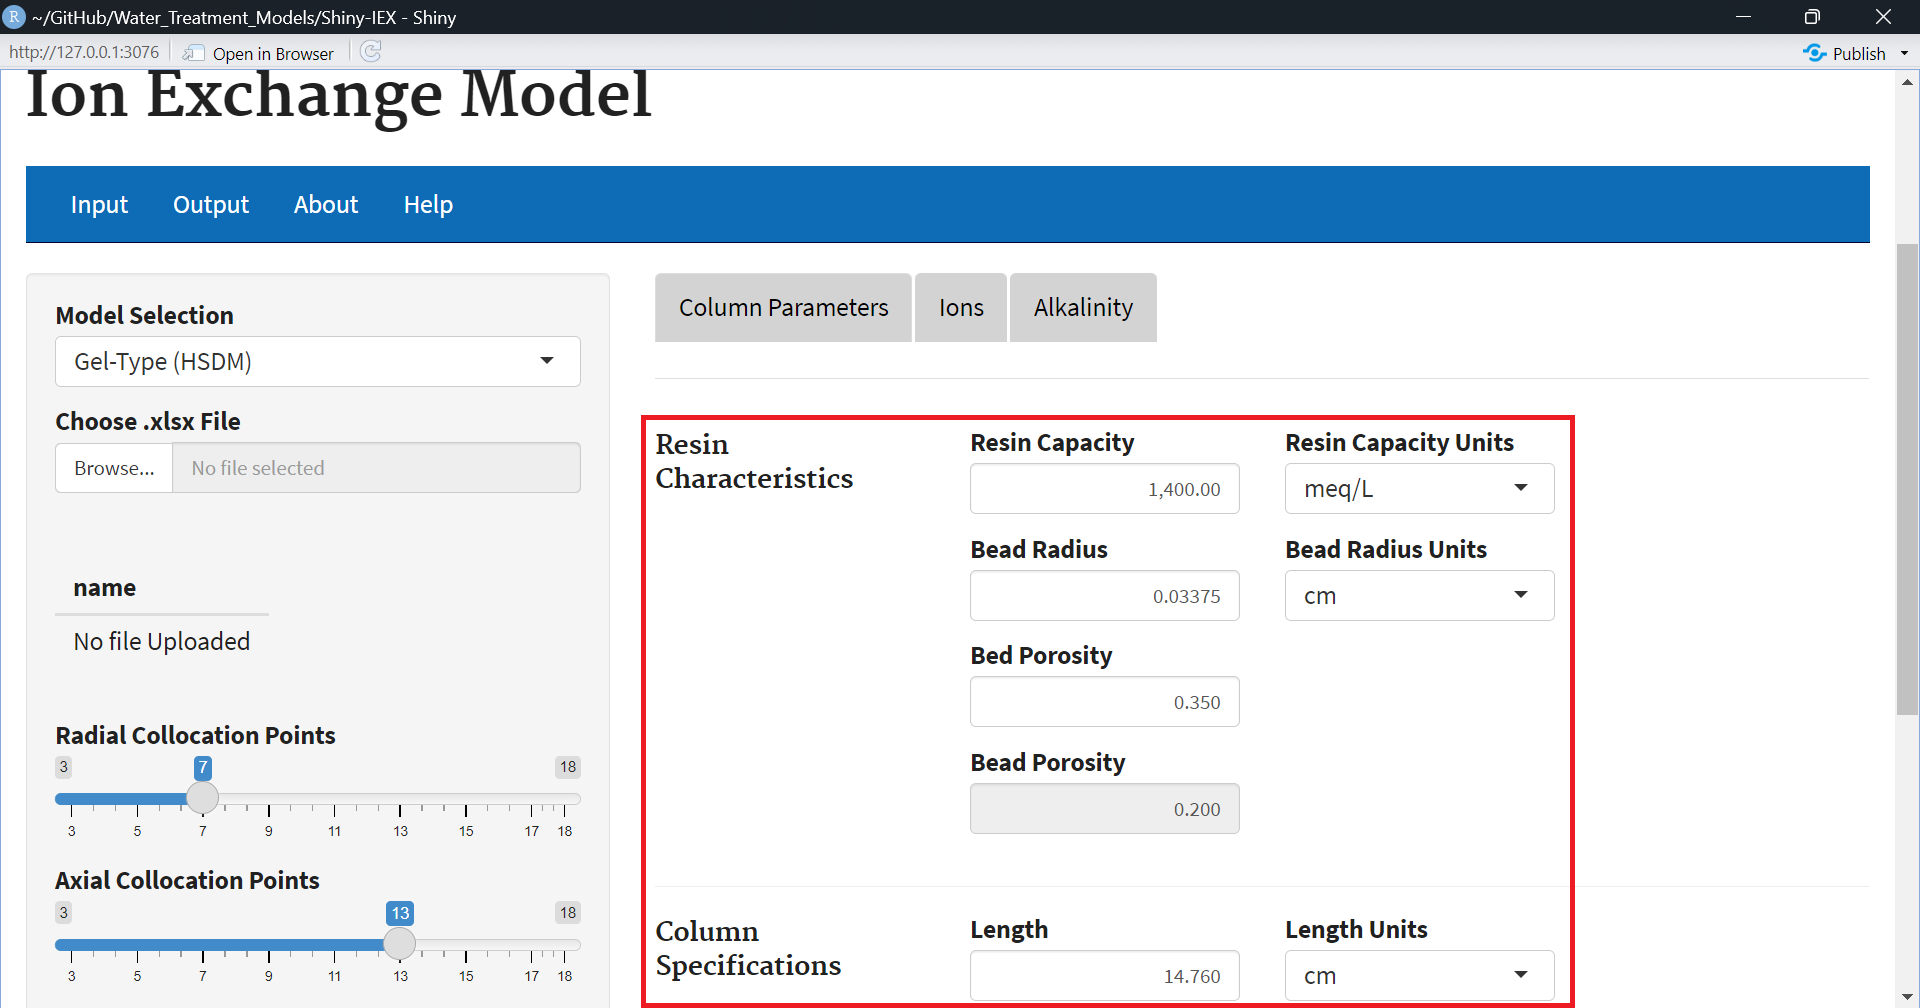 R ~/GitHub/Water_Treatment_Models/Shiny-IEX - Shiny
http://127.0.0.1:3076 Open in Browser Publish
Ion Exchange Model
Input Output About Help
Model Selection
Gel-Type (HSDM)
Choose .xlsx File
Browse... No file selected
name
No file Uploaded
Radial Collocation Points
3 7 18
3 5 7 9 11 13 15 17 18
Axial Collocation Points
3 13 18
3 5 7 9 11 13 15 17 18
Column Parameters Ions Alkalinity
Resin
Characteristics
Resin Capacity Resin Capacity Units
1,400.00 meq/L
Bead Radius Bead Radius Units
0.03375 cm
Bed Porosity
0.350
Bead Porosity
0.200
Column
Specifications
Length Length Units
14.760 cm